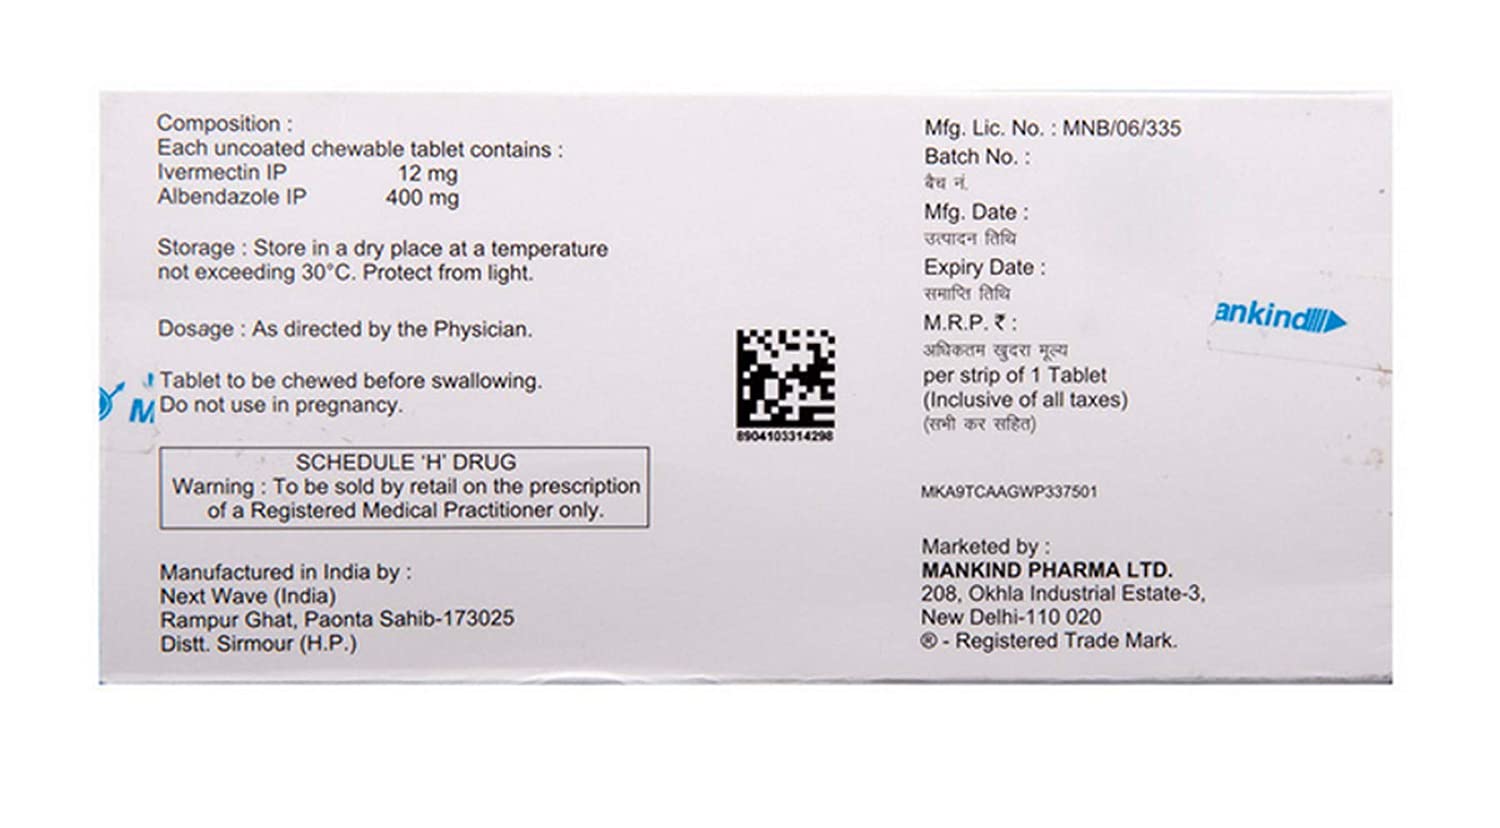 Composition :
Each uncoated chewable tablet contains :
Ivermectin IP 12 mg
Albendazole IP 400 mg
Storage : Store in a dry place at a temperature
not exceeding 30°C. Protect from light.
Dosage : As directed by the Physician.
Tablet to be chewed before swallowing.
M Do not use in pregnancy.
SCHEDULE 'H' DRUG
Warning : To be sold by retail on the prescription
of a Registered Medical Practitioner only.
Manufactured in India by :
Next Wave (India)
Rampur Ghat, Paonta Sahib-173025
Distt. Sirmour (H.P.)
8904103314298
Mfg. Lic. No. : MNB/06/335
Batch No. :
बैच नं.
Mfg. Date :
उत्पादन तिथि
Expiry Date :
समाप्ति तिथि
M.R.P. ₹ :
अधिकतम खुदरा मूल्य
per strip of 1 Tablet
(Inclusive of all taxes)
(सभी कर सहित)
MKA9TCAAGWP337501
Marketed by :
MANKIND PHARMA LTD.
208, Okhla Industrial Estate-3,
New Delhi-110 020
® - Registered Trade Mark.
ankind